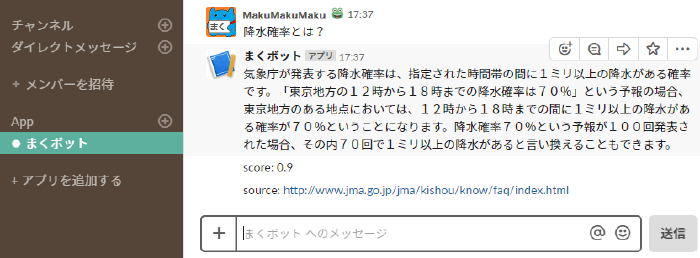 チャンネル
ダイレクトメッセージ
+ メンバーを招待
App
まくボット
+ アプリを追加する
MakuMakuMaku 17:37
まく
降水確率とは?
まくボット アプリ 17:37
気象庁が発表する降水確率は、指定された時間帯の間に1ミリ以上の降水がある確率
です。「東京地方の12時から18時までの降水確率は70%」という予報の場合、
東京地方のある地点においては、12時から18時までの間に1ミリ以上の降水があ
る確率が70%ということになります。降水確率70%という予報が100回発表さ
れた場合、その内70回で1ミリ以上の降水があると言い換えることもできます。
score: 0.9
source: http://www.jma.go.jp/jma/kishou/know/faq/index.html
まくボット へのメッセージ
送信